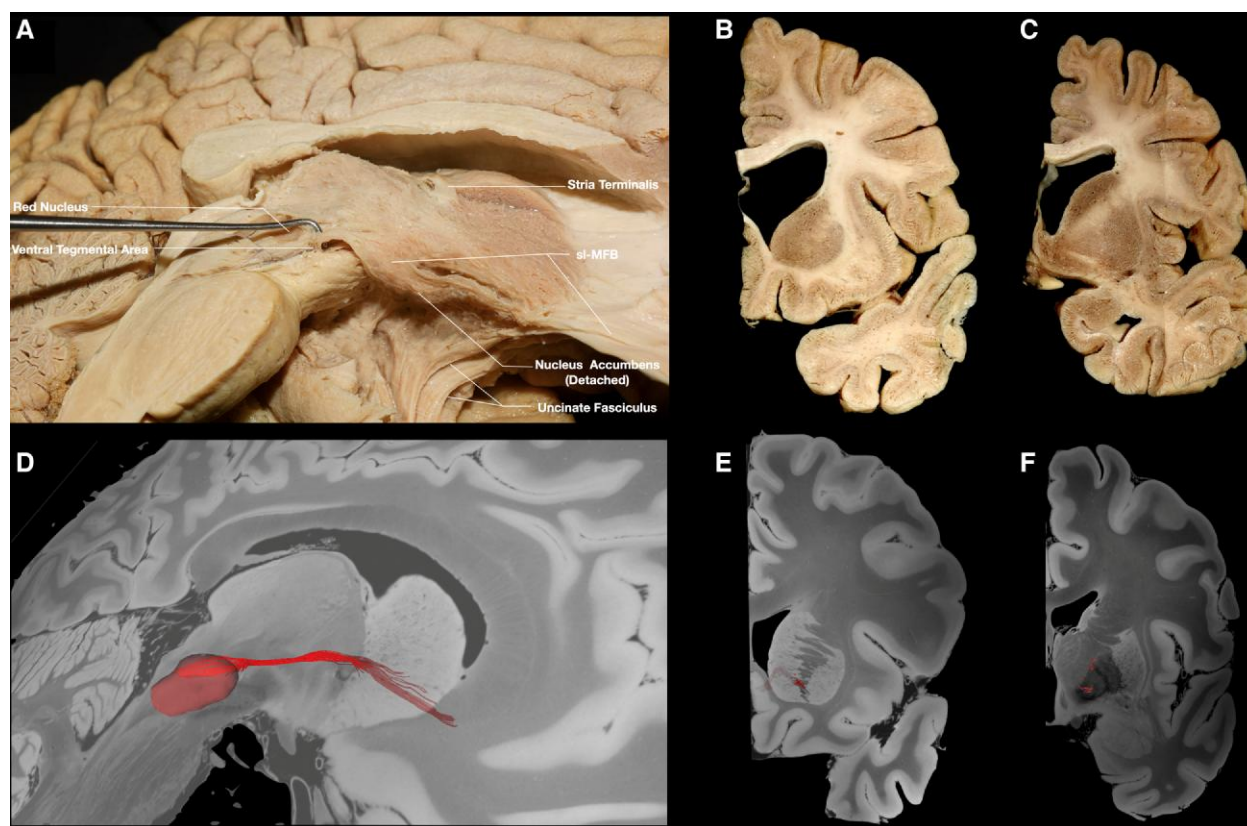 A
B
C
Stria Terminalis
Red Nucleus
Ventral Tegmental Area
sl-MFB
Nucleus Accumbens
(Detached)
Uncinate Fasciculus
D
E
F